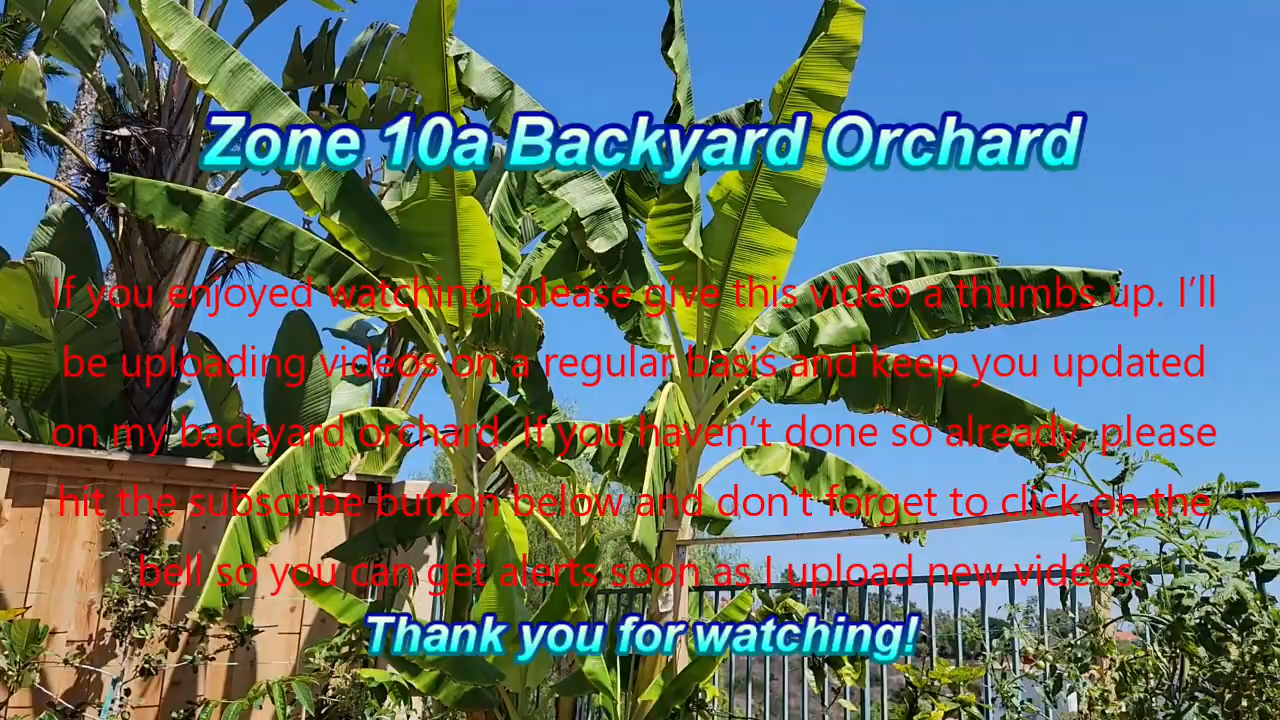 Zone 10a Backyard Orchard
If you enjoyed watching, please give this video a thumbs up. I’ll
be uploading videos on a regular basis and keep you updated
on my backyard orchard. If you haven’t done so already, please
hit the subscribe button below and don’t forget to click on the
bell so you can get alerts soon as I upload new videos.
Thank you for watching!